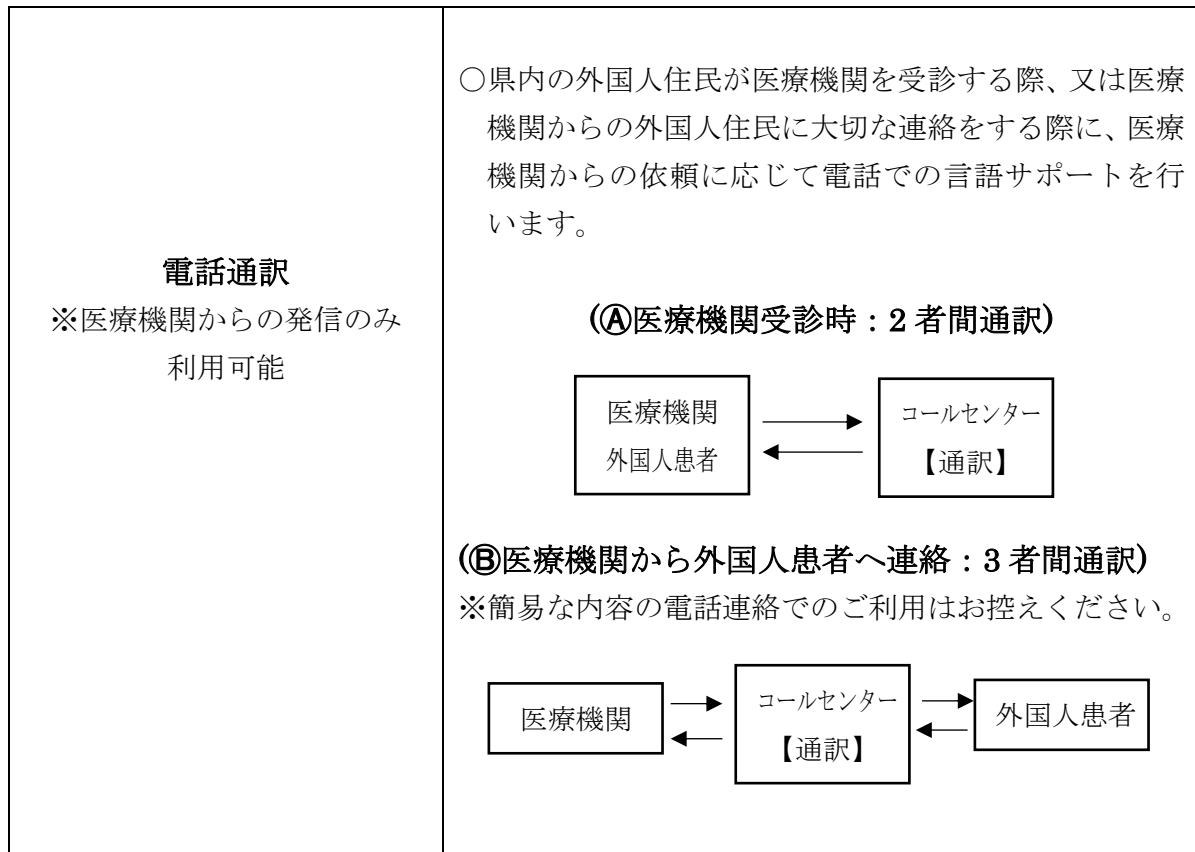 電話通訳
※医療機関からの発信のみ
利用可能
○県内の外国人住民が医療機関を受診する際、又は医療
機関からの外国人住民に大切な連絡をする際に、医療
機関からの依頼に応じて電話での言語サポートを行
います。
(Ⓐ医療機関受診時:2者間通訳)
医療機関
外国人患者
コールセンター
【通訳】
(Ⓑ医療機関から外国人患者へ連絡:3者間通訳)
※簡易な内容の電話連絡でのご利用はお控えください。
医療機関
コールセンター
【通訳】
外国人患者